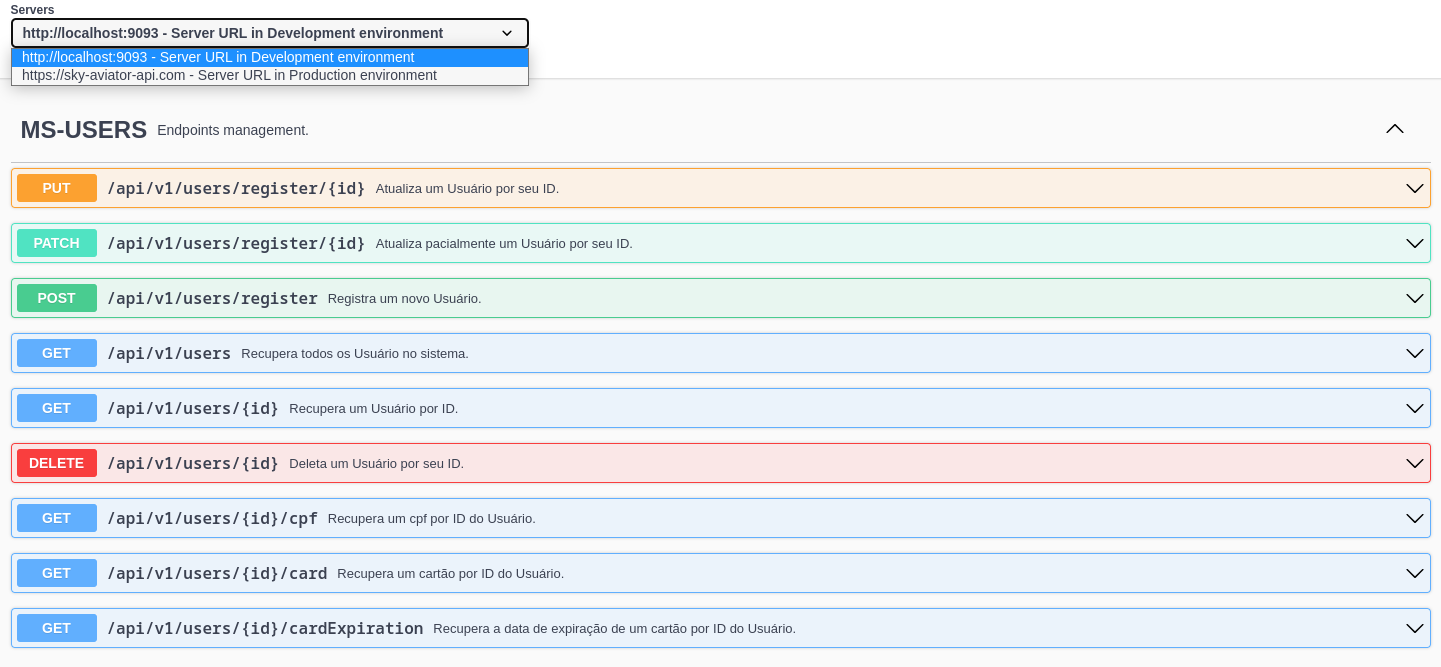 Servers
http://localhost:9093 - Server URL in Development environment
http://localhost:9093 - Server URL in Development environment
https://sky-aviator-api.com - Server URL in Production environment
MS-USERS Endpoints management.
PUT /api/v1/users/register/{id} Atualiza um Usuário por seu ID.
PATCH /api/v1/users/register/{id} Atualiza pacialmente um Usuário por seu ID.
POST /api/v1/users/register Registra um novo Usuário.
GET /api/v1/users Recupera todos os Usuário no sistema.
GET /api/v1/users/{id} Recupera um Usuário por ID.
DELETE /api/v1/users/{id} Deleta um Usuário por seu ID.
GET /api/v1/users/{id}/cpf Recupera um cpf por ID do Usuário.
GET /api/v1/users/{id}/card Recupera um cartão por ID do Usuário.
GET /api/v1/users/{id}/cardExpiration Recupera a data de expiração de um cartão por ID do Usuário.